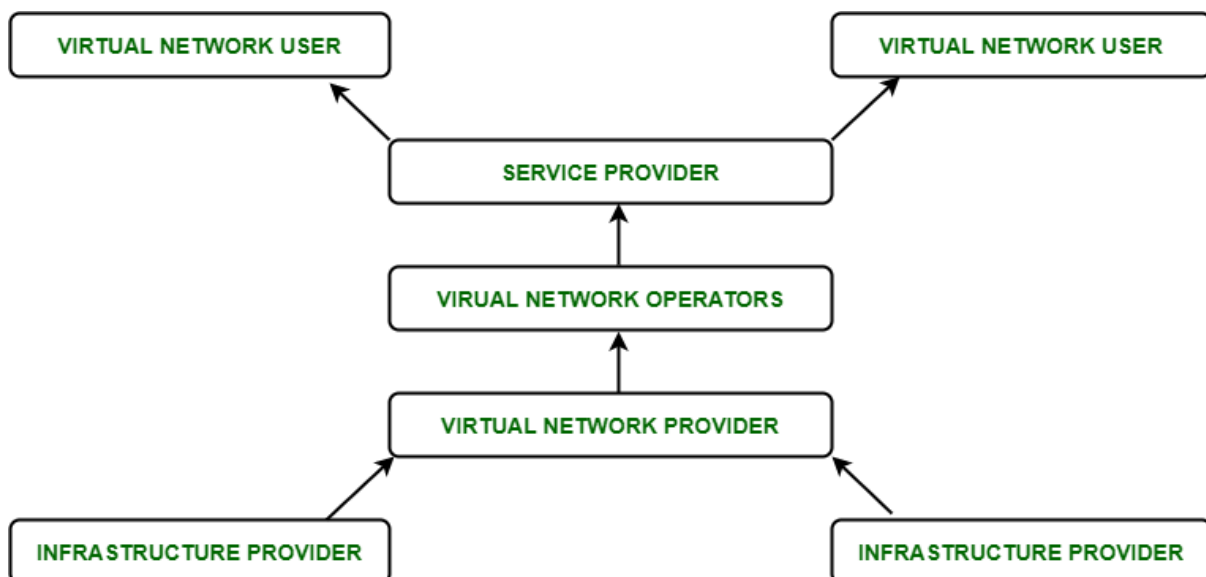 VIRTUAL NETWORK USER
VIRTUAL NETWORK USER
SERVICE PROVIDER
VIRUAL NETWORK OPERATORS
VIRTUAL NETWORK PROVIDER
INFRASTRUCTURE PROVIDER
INFRASTRUCTURE PROVIDER